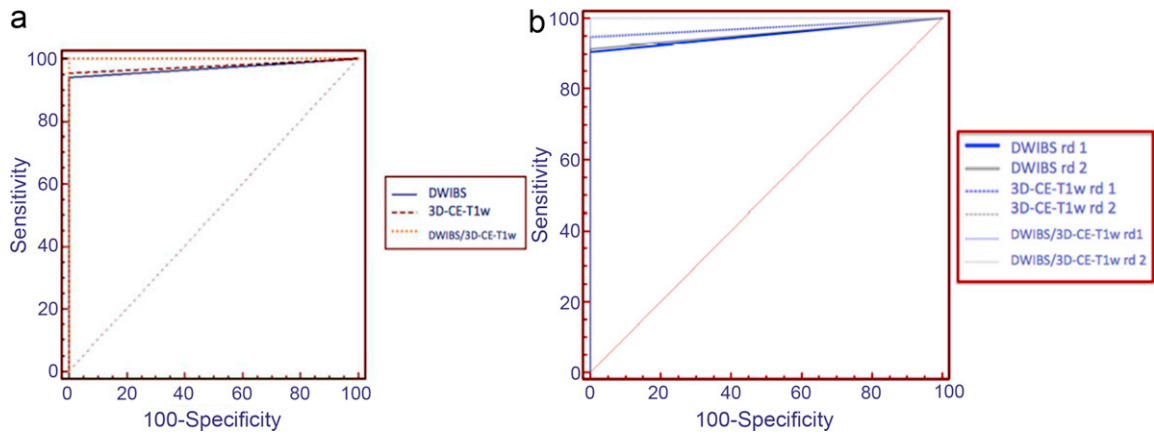 a
100
80
60
40
20
0
Sensitivity
0 20 40 60 80 100
100-Specificity
DWIBS
3D-CE-T1w
DWIBS/3D-CE-T1w
b
100
80
60
40
20
0
Sensitivity
0 20 40 60 80 100
100-Specificity
DWIBS rd 1
DWIBS rd 2
3D-CE-T1w rd 1
3D-CE-T1w rd 2
DWIBS/3D-CE-T1w rd1
DWIBS/3D-CE-T1w rd 2